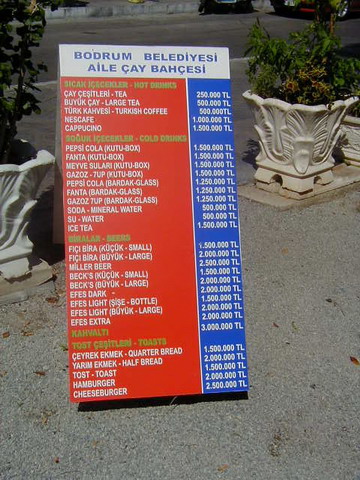 BODRUM BELEDİYESİ
AİLE ÇAY BAHÇESİ
SICAK İÇECEKLER - HOT DRINKS
ÇAY ÇEŞİTLERİ - TEA 250.000 TL
BÜYÜK ÇAY - LARGE TEA 500.000 TL
TÜRK KAHVESİ - TURKISH COFFEE 500.000 TL
NESCAFE 1.000.000 TL
CAPPUCINO 1.500.000 TL
SOĞUK İÇECEKLER - COLD DRINKS
PEPSİ KOLA (KUTU-BOX) 1.500.000 TL
FANTA (KUTU-BOX) 1.500.000 TL
MEYVE SULARI (KUTU-BOX) 1.500.000 TL
GAZOZ - 7UP (KUTU-BOX) 1.500.000 TL
PEPSİ KOLA (BARDAK-GLASS) 1.250.000 TL
FANTA (BARDAK-GLASS) 1.250.000 TL
GAZOZ 7UP (BARDAK-GLASS) 1.250.000 TL
SODA - MINERAL WATER 500.000 TL
SU - WATER 500.000 TL
ICE TEA 1.500.000 TL
BİRALAR - BEERS
FIÇI BİRA (KÜÇÜK - SMALL) 1.500.000 TL
FIÇI BİRA (BÜYÜK - LARGE) 2.000.000 TL
MILLER BEER 2.500.000 TL
BECK'S (KÜÇÜK - SMALL) 1.500.000 TL
BECK'S (BÜYÜK - LARGE) 2.000.000 TL
EFES DARK - 2.000.000 TL
EFES LIGHT (ŞİŞE - BOTTLE) 1.500.000 TL
EFES LIGHT (BÜYÜK - LARGE) 2.000.000 TL
EFES EXTRA 2.000.000 TL
KAHVALTI 3.000.000 TL
TOST ÇEŞİTLERİ - TOASTS
ÇEYREK EKMEK - QUARTER BREAD 1.500.000 TL
YARIM EKMEK - HALF BREAD 2.000.000 TL
TOST - TOAST 1.500.000 TL
HAMBURGER 2.000.000 TL
CHEESEBURGER 2.500.000 TL